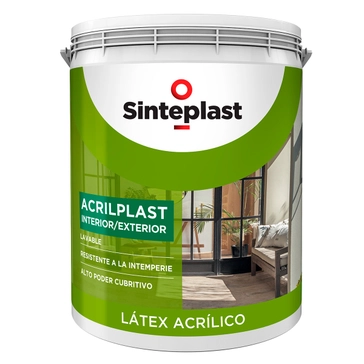 Sinteplast
ACRILPLAST
INTERIOR/EXTERIOR
LAVABLE
RESISTENTE A LA INTEMPERIE
ALTO PODER CUBRITIVO
LÁTEX ACRÍLICO